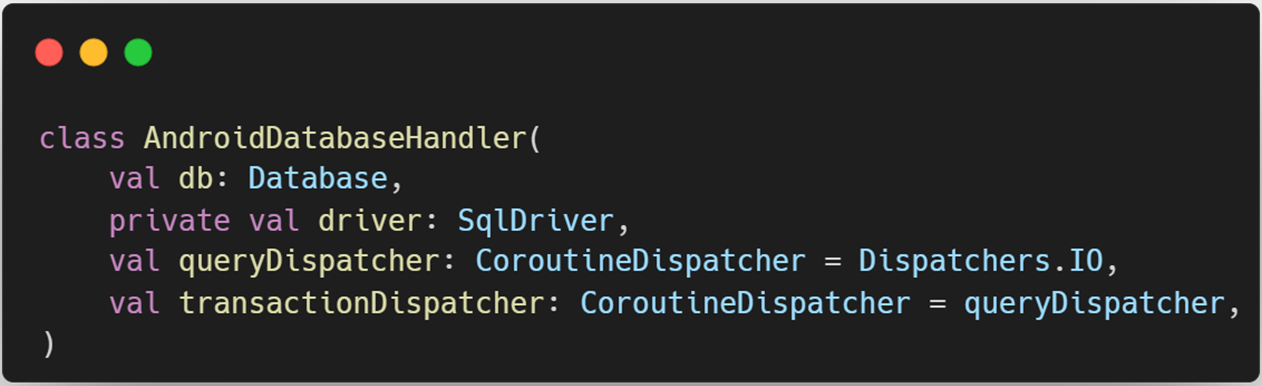 class AndroidDatabaseHandler(
    val db: Database,
    private val driver: SqlDriver,
    val queryDispatcher: CoroutineDispatcher = Dispatchers.IO,
    val transactionDispatcher: CoroutineDispatcher = queryDispatcher,
)